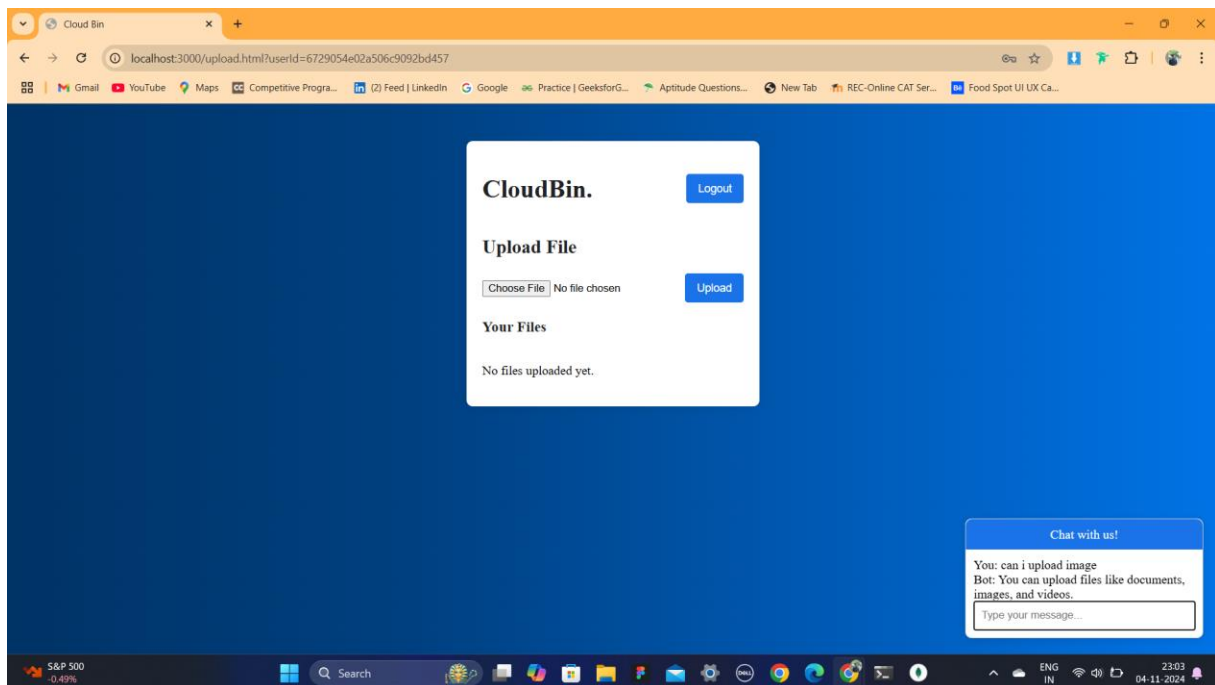 Cloud Bin
localhost:3000/upload.html?userId=6729054e02a506c9092bd457
Gmail YouTube Maps Competitive Progra... (2) Feed | LinkedIn Google Practice | GeeksforG... Aptitude Questions... New Tab REC-Online CAT Ser... Food Spot UI UX Ca...
CloudBin.
Logout
Upload File
Choose File No file chosen
Upload
Your Files
No files uploaded yet.
Chat with us!
You: can i upload image
Bot: You can upload files like documents,
images, and videos.
Type your message...
S&P 500
-0.49%
Search
ENG
IN
23:03
04-11-2024